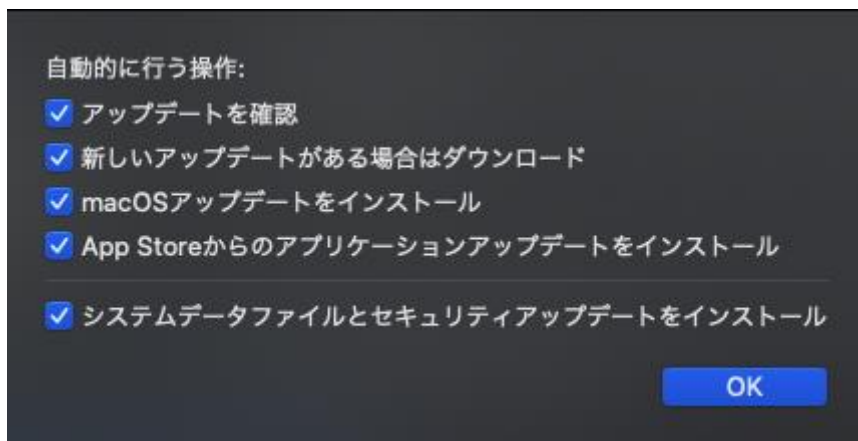 自動的に行う操作:
アップデートを確認
新しいアップデートがある場合はダウンロード
macOSアップデートをインストール
App Storeからのアプリケーションアップデートをインストール
システムデータファイルとセキュリティアップデートをインストール
OK